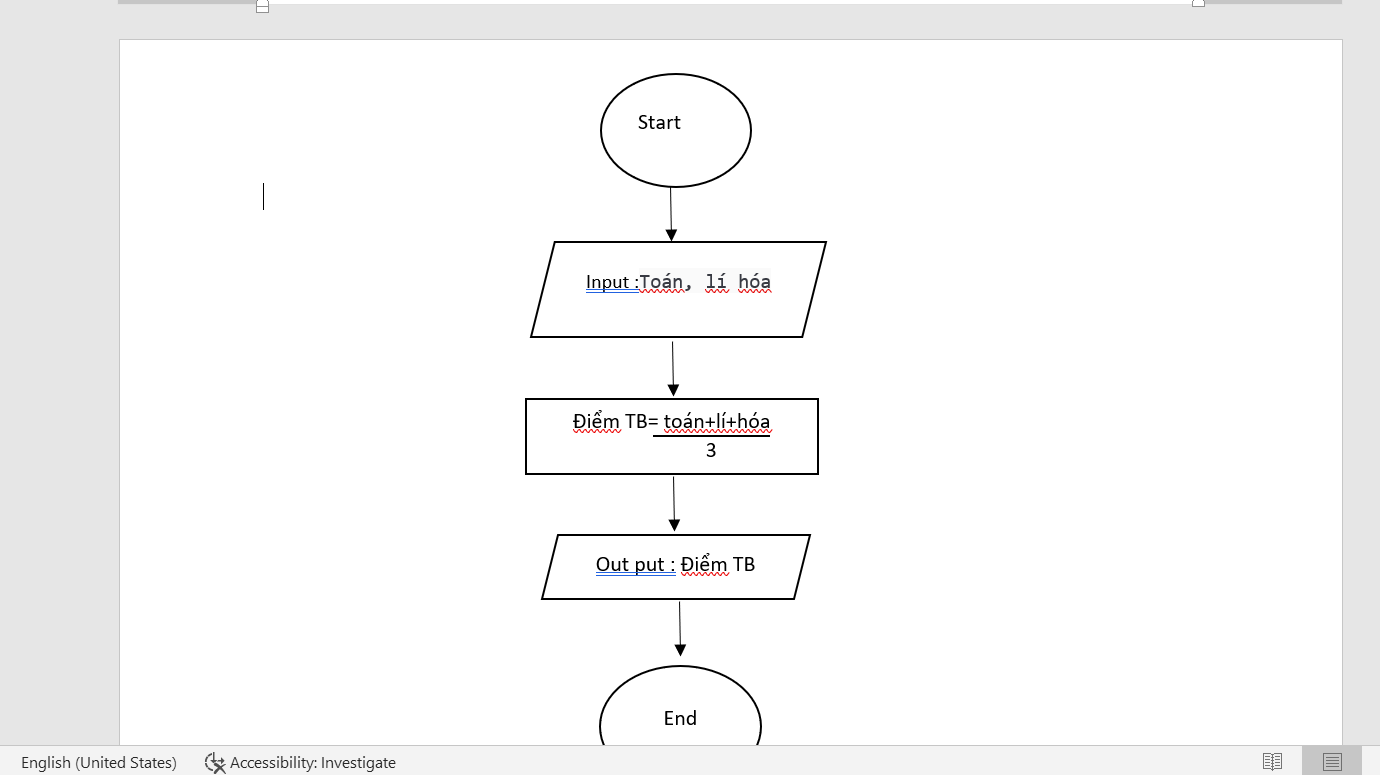 Start
Input :Toán, lí hóa
Điểm TB= toán+lí+hóa
3
Out put : Điểm TB
End
English (United States) Accessibility: Investigate